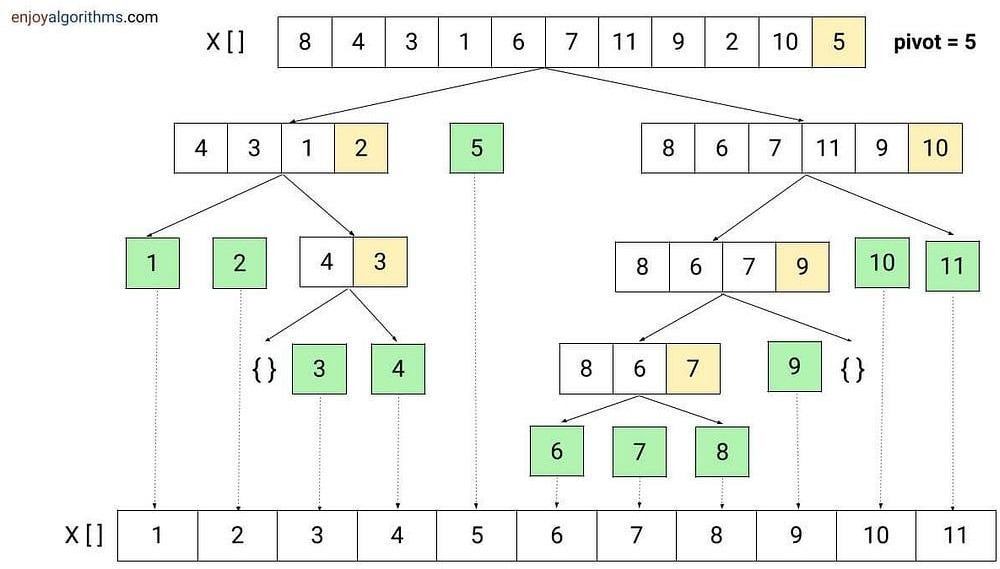 enjoyalgorithms.com
X [ ] 8 4 3 1 6 7 11 9 2 10 5 pivot = 5
4 3 1 2 5 8 6 7 11 9 10
1 2 4 3 8 6 7 9 10 11
{ } 3 4 8 6 7 9 { }
6 7 8
X [ ] 1 2 3 4 5 6 7 8 9 10 11